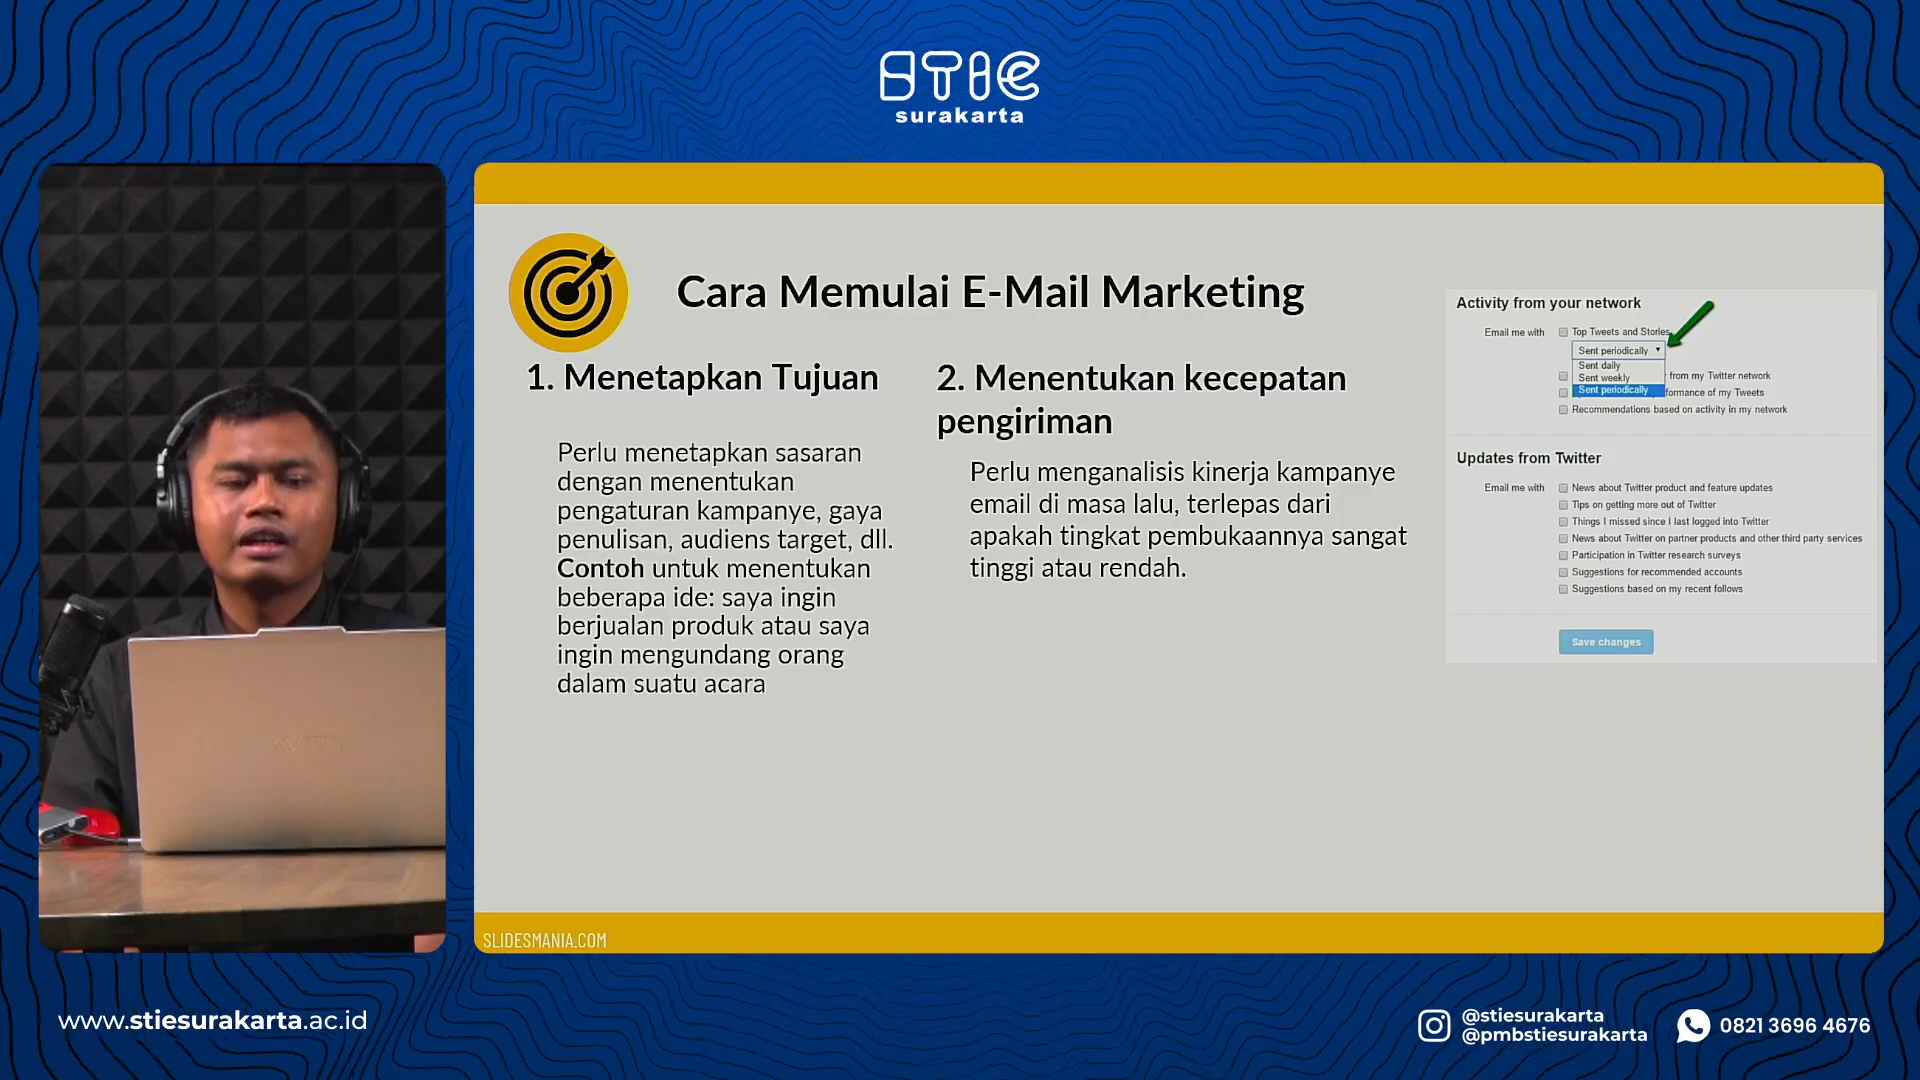 STIE
surakarta
Cara Memulai E-Mail Marketing
1. Menetapkan Tujuan
Perlu menetapkan sasaran
dengan menentukan
pengaturan kampanye, gaya
penulisan, audiens target, dll.
Contoh untuk menentukan
beberapa ide: saya ingin
berjualan produk atau saya
ingin mengundang orang
dalam suatu acara
2. Menentukan kecepatan
pengiriman
Perlu menganalisis kinerja kampanye
email di masa lalu, terlepas dari
apakah tingkat pembukaannya sangat
tinggi atau rendah.
Activity from your network
Email me with
Top Tweets and Stories
Sent periodically
Sent daily
Sent weekly
from my Twitter network
Sent periodically
formance of my Tweets
Recommendations based on activity in my network
Updates from Twitter
Email me with
News about Twitter product and feature updates
Tips on getting more out of Twitter
Things I missed since I last logged into Twitter
News about Twitter on partner products and other third party services
Participation in Twitter research surveys
Suggestions for recommended accounts
Suggestions based on my recent follows
Save changes
AVITA
SLIDESMANIA.COM
www.stiesurakarta.ac.id
@stiesurakarta
@pmbstiesurakarta
0821 3696 4676